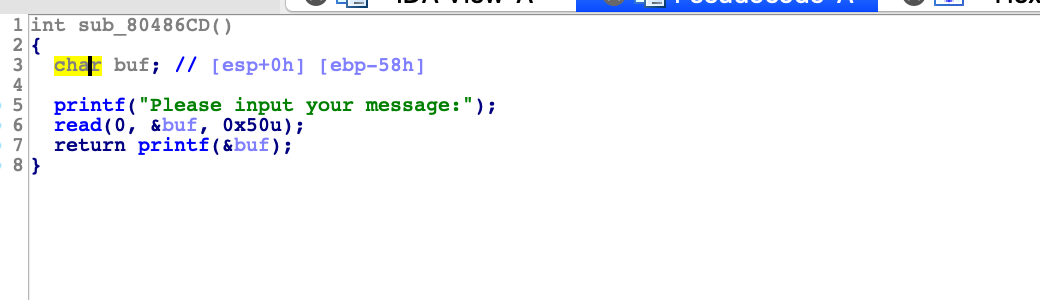 IDA View-A Pseudocode-A
1 int sub_80486CD()
2 {
3   char buf; // [esp+0h] [ebp-58h]
4
5   printf("Please input your message:");
6   read(0, &buf, 0x50u);
7   return printf(&buf);
8 }